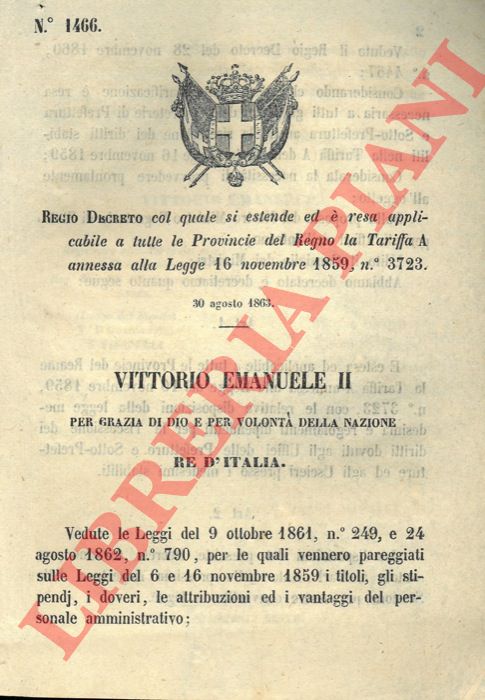 N.° 1466.
REGIO DECRETO col quale si estende ed è resa appli-
cabile a tutte le Provincie del Regno la Tariffa A
annessa alla Legge 16 novembre 1859, n.° 3723.
30 agosto 1863.
VITTORIO EMANUELE II
PER GRAZIA DI DIO E PER VOLONTÀ DELLA NAZIONE
RE D'ITALIA.
Vedute le Leggi del 9 ottobre 1861, n.° 249, e 24
agosto 1862, n.° 790, per le quali vennero pareggiati
sulle Leggi del 6 e 16 novembre 1859 i titoli, gli sti-
pendj, i doveri, le attribuzioni ed i vantaggi del per-
sonale amministrativo;
LIBRERIA PIANI